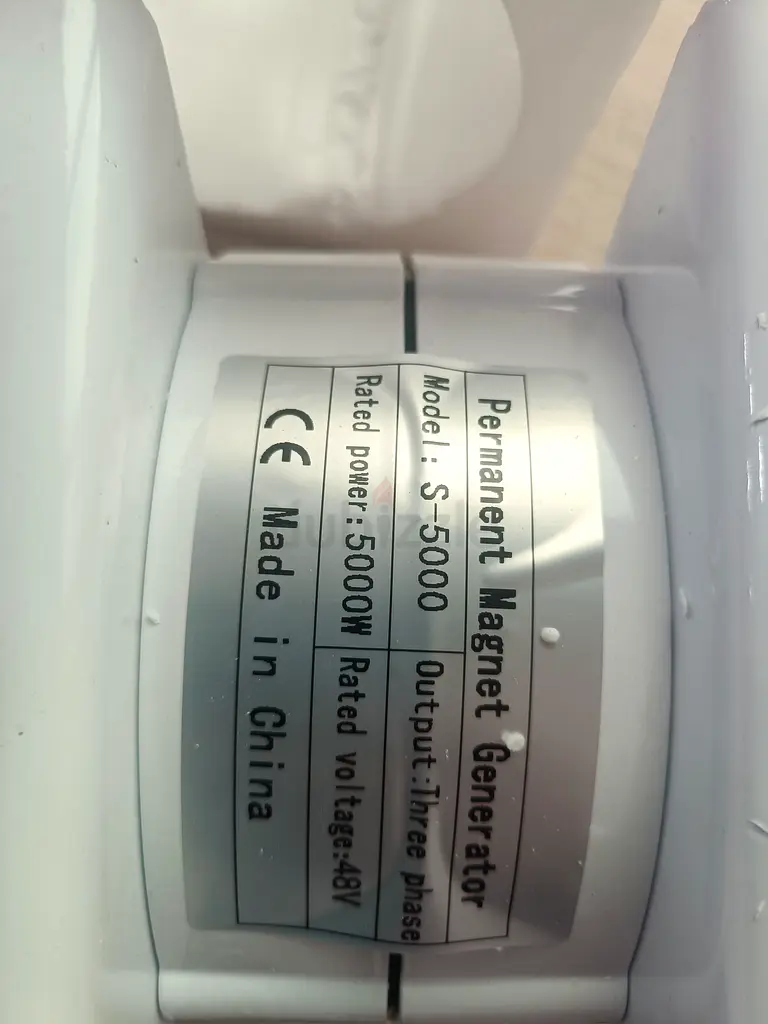 Permanent Magnet Generator
Model: S-5000 Output:Three phase
Rated power:5000W Rated voltage:48V
CE Made in China